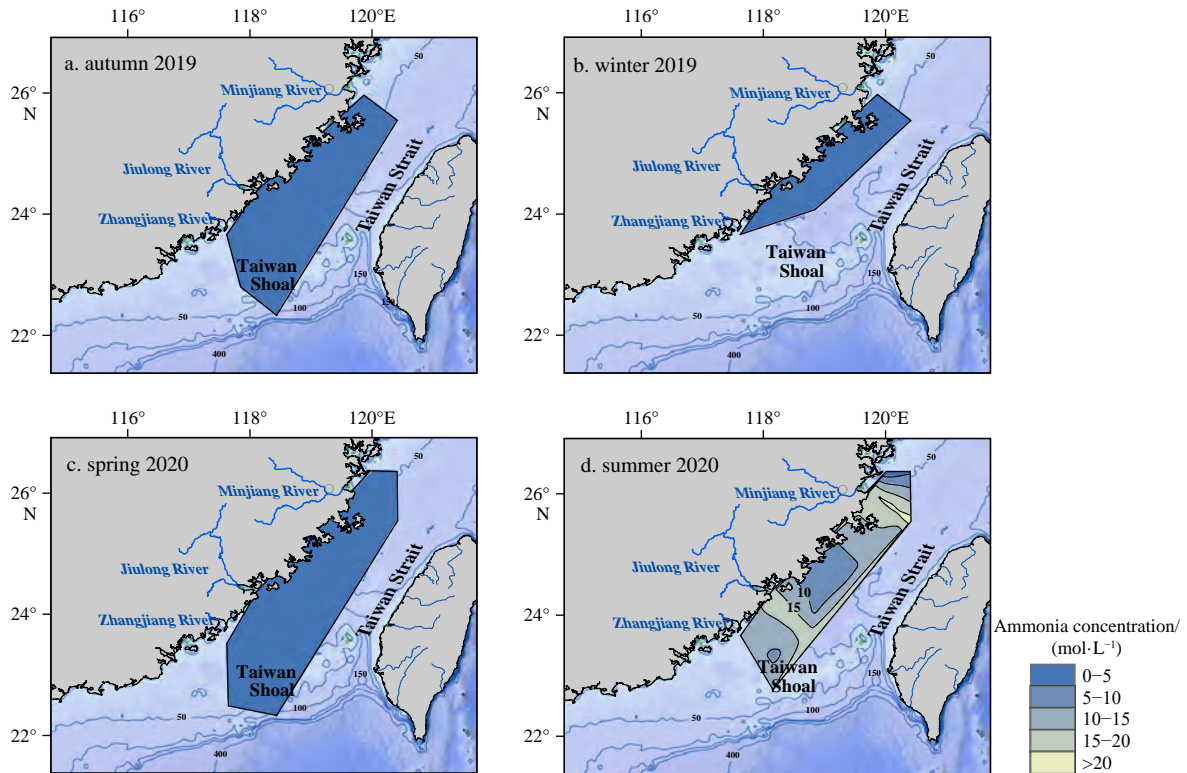 116° 118° 120°E
a. autumn 2019
50
Minjiang River
26°
N
Jiulong River
Taiwan Strait
24°
Zhangjiang River
Taiwan
Shoal
150
150
100
50
22°
400
118° 120°E
b. winter 2019
50
Minjiang River
26°
N
Jiulong River
Taiwan Strait
24°
Zhangjiang River
Taiwan
Shoal
150
150
100
50
22°
400
116° 118° 120°E
c. spring 2020
50
Minjiang River
26°
N
Jiulong River
Taiwan Strait
24°
Zhangjiang River
Taiwan
Shoal
150
100
50
22°
400
118° 120°E
d. summer 2020
50
Minjiang River
26°
N
Jiulong River
10
15
Taiwan Strait
24°
Zhangjiang River
Taiwan
Shoal
150
100
50
22°
400
Ammonia concentration/
(mol·L⁻¹)
0−5
5−10
10−15
15−20
>20